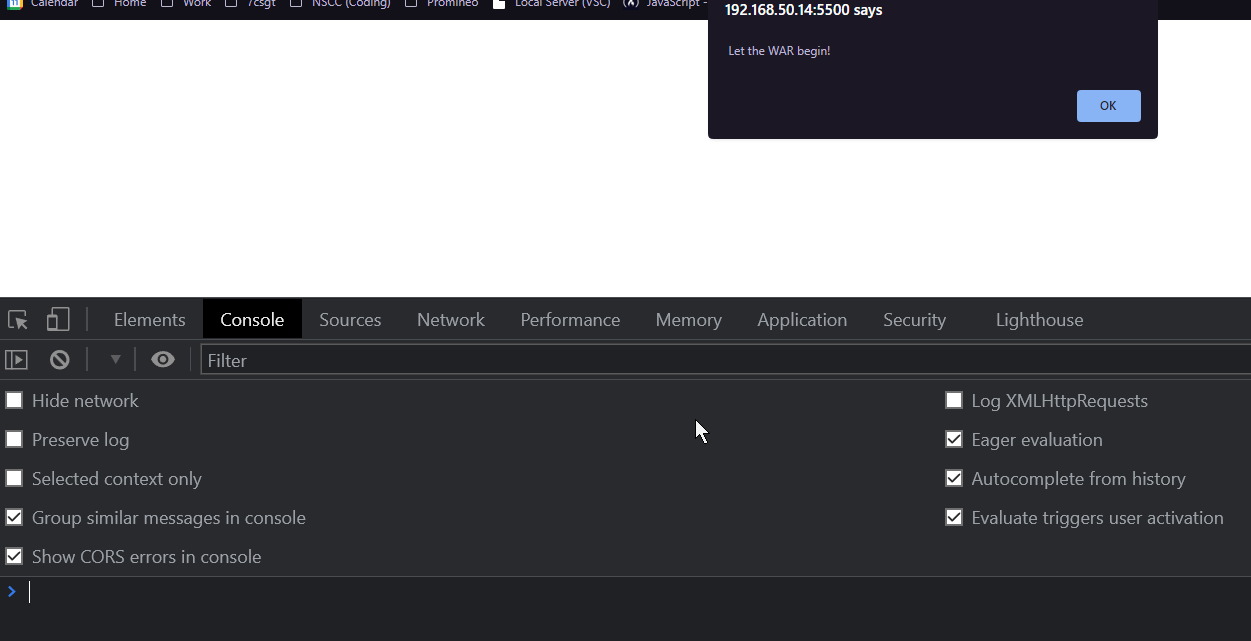 Calendar Home Work 7csgt NSCC (Coding) Promineo Local Server (VSC) JavaScript -
192.168.50.14:5500 says
Let the WAR begin!
OK
Elements Console Sources Network Performance Memory Application Security Lighthouse
Filter
Hide network Log XMLHttpRequests
Preserve log Eager evaluation
Selected context only Autocomplete from history
Group similar messages in console Evaluate triggers user activation
Show CORS errors in console